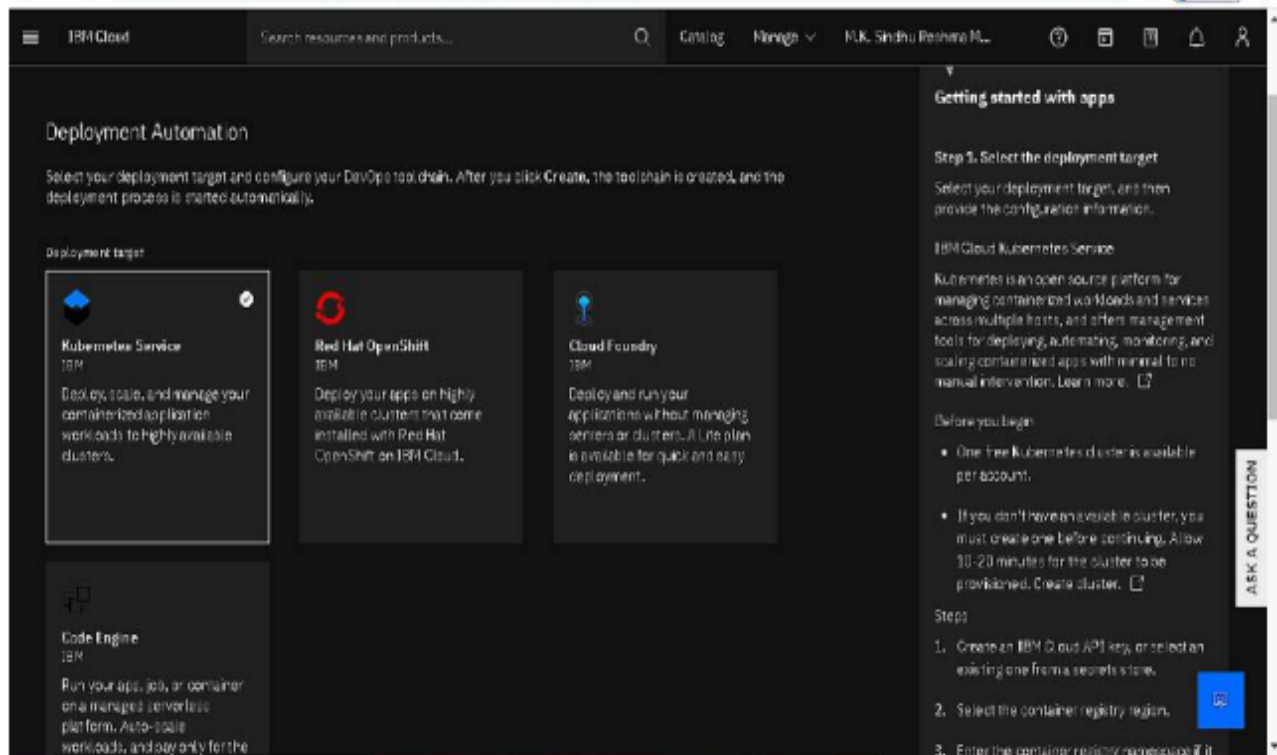 IBM Cloud
Search resources and products...
Catalog
Manage
M.K. Sindhu Reshma M...
Deployment Automation
Select your deployment target and configure your DevOps toolchain. After you click Create, the toolchain is created, and the
deployment process is started automatically.
Deployment target
Kubernetes Service
IBM
Deploy, scale, and manage your
containerized application
workloads to highly available
clusters.
Red Hat OpenShift
IBM
Deploy your apps on highly
available clusters that come
installed with Red Hat
OpenShift on IBM Cloud.
Cloud Foundry
IBM
Deploy and run your
applications without managing
servers or clusters. A Lite plan
is available for quick and easy
deployment.
Code Engine
IBM
Run your app, job, or container
on a managed serverless
platform. Auto-scale
workloads, and pay only for the
Getting started with apps
Step 1. Select the deployment target
Select your deployment target, and then
provide the configuration information.
IBM Cloud Kubernetes Service
Kubernetes is an open source platform for
managing containerized workloads and services
across multiple hosts, and offers management
tools for deploying, automating, monitoring, and
scaling containerized apps with minimal to no
manual intervention. Learn more.
Before you begin
• One free Kubernetes cluster is available
per account.
• If you don't have an available cluster, you
must create one before continuing. Allow
10-20 minutes for the cluster to be
provisioned. Create cluster.
Steps
1. Create an IBM Cloud API key, or select an
existing one from a secrets store.
2. Select the container registry region.
3. Enter the container registry namespace if it
ASK A QUESTION